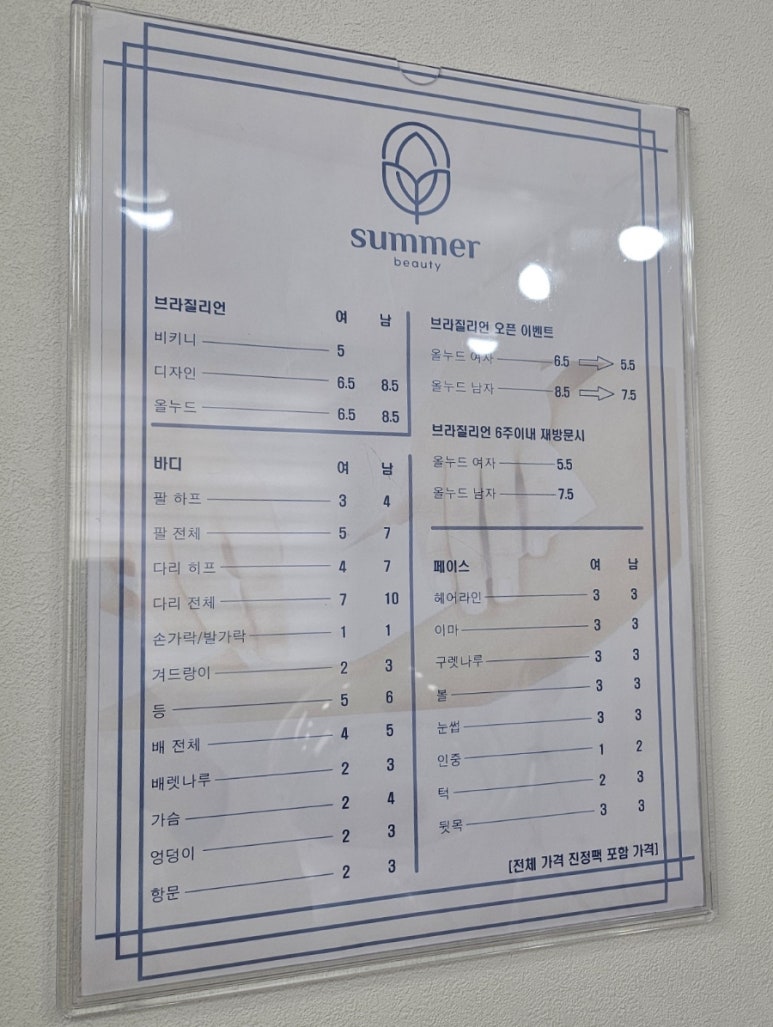 summer
beauty
브라질리언 여 남
비키니 5
디자인 6.5 8.5
올누드 6.5 8.5
바디 여 남
팔 하프 3 4
팔 전체 5 7
다리 하프 4 7
다리 전체 7 10
손가락/발가락 1 1
겨드랑이 2 3
등 5 6
배 전체 4 5
배렛나루 2 3
가슴 2 4
엉덩이 2 3
항문 2 3
브라질리언 오픈 이벤트
올누드 여자 6.5 5.5
올누드 남자 8.5 7.5
브라질리언 6주이내 재방문시
올누드 여자 5.5
올누드 남자 7.5
페이스 여 남
헤어라인 3 3
이마 3 3
구렛나루 3 3
볼 3 3
눈썹 3 3
인중 1 2
턱 2 3
뒷목 3 3
[전체 가격 진정팩 포함 가격]